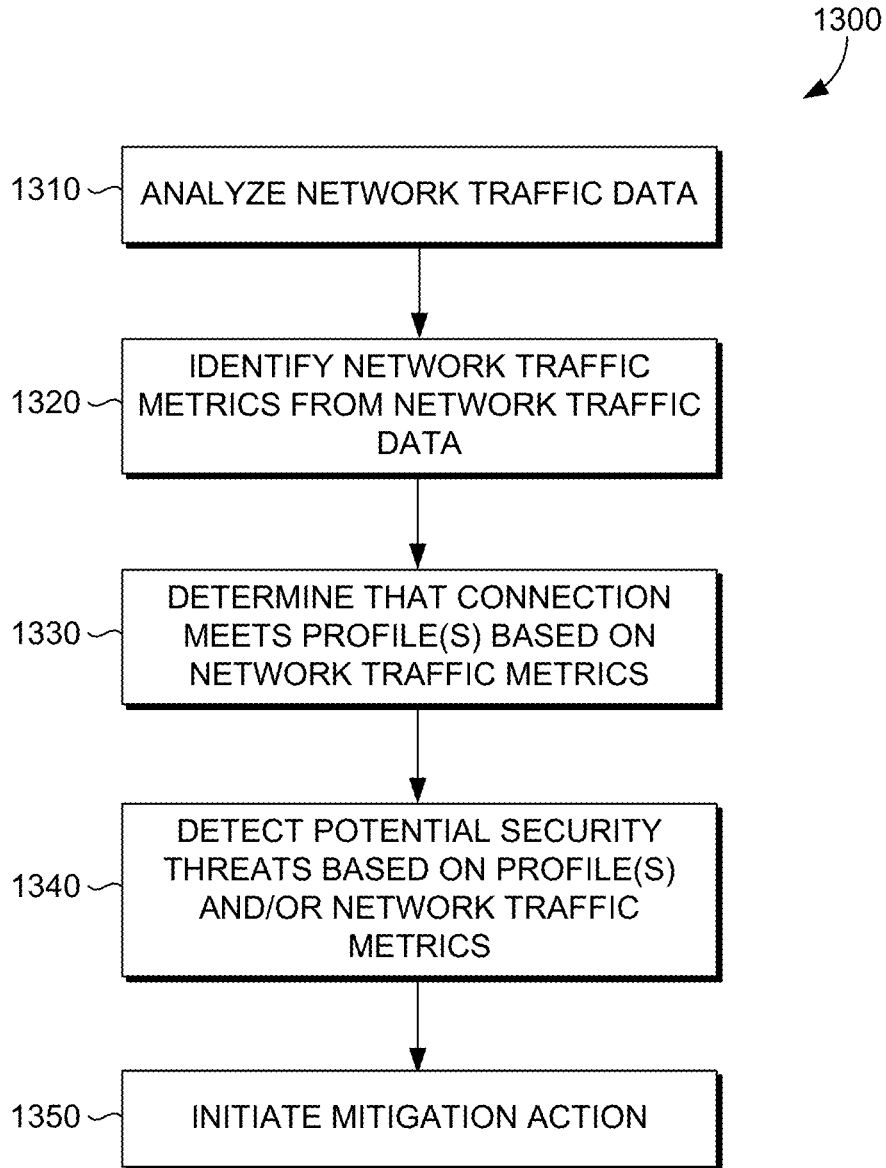 1300
1310
ANALYZE NETWORK TRAFFIC DATA
1320
IDENTIFY NETWORK TRAFFIC
METRICS FROM NETWORK TRAFFIC
DATA
1330
DETERMINE THAT CONNECTION
MEETS PROFILE(S) BASED ON
NETWORK TRAFFIC METRICS
1340
DETECT POTENTIAL SECURITY
THREATS BASED ON PROFILE(S)
AND/OR NETWORK TRAFFIC
METRICS
1350
INITIATE MITIGATION ACTION